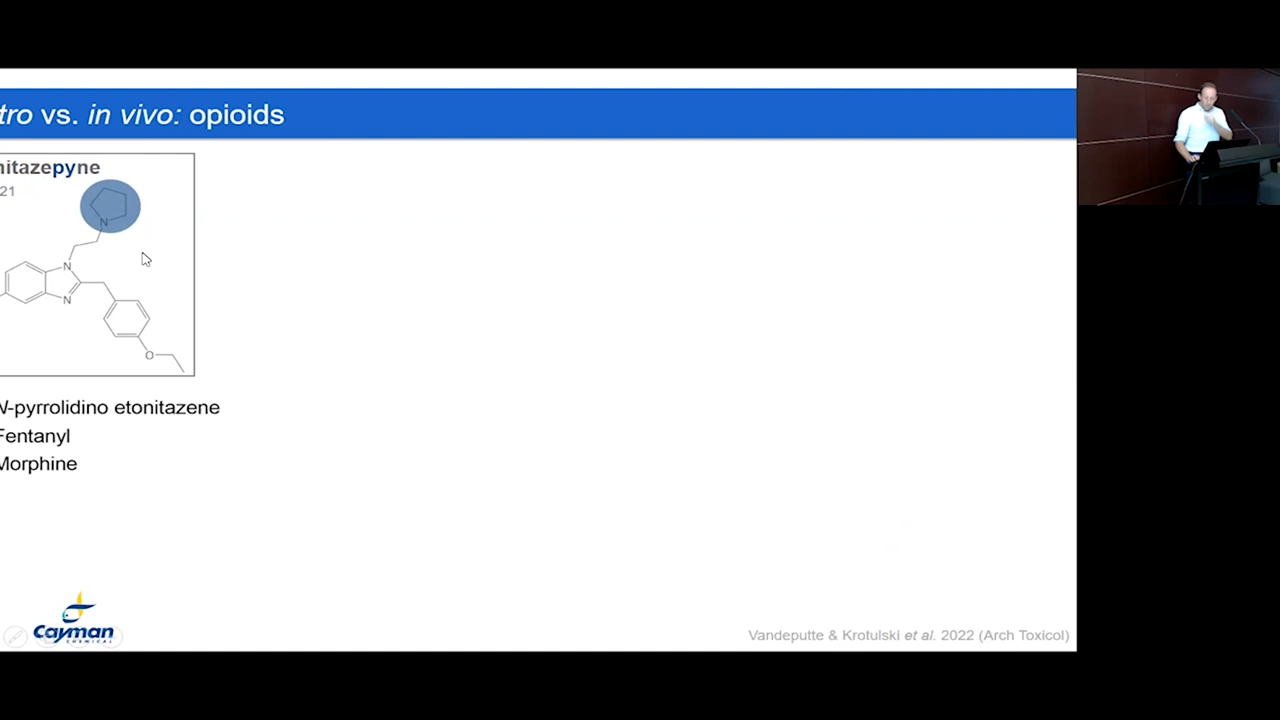 tro vs. in vivo: opioids
nitazepyne
21
N
N
N
O
N-pyrrolidino etonitazene
Fentanyl
Morphine
Cayman
CHEMICAL
Vandeputte & Krotulski et al. 2022 (Arch Toxicol)